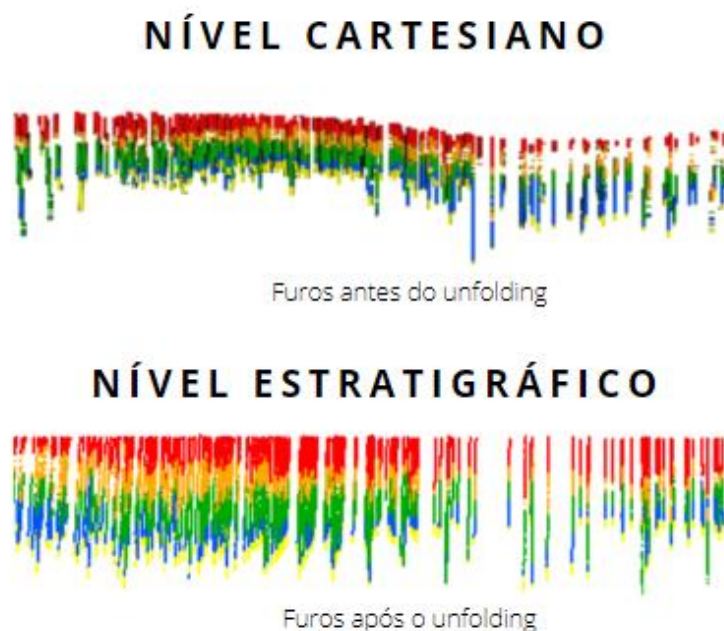 NÍVEL CARTESIANO
Furos antes do unfolding
NÍVEL ESTRATIGRÁFICO
Furos após o unfolding